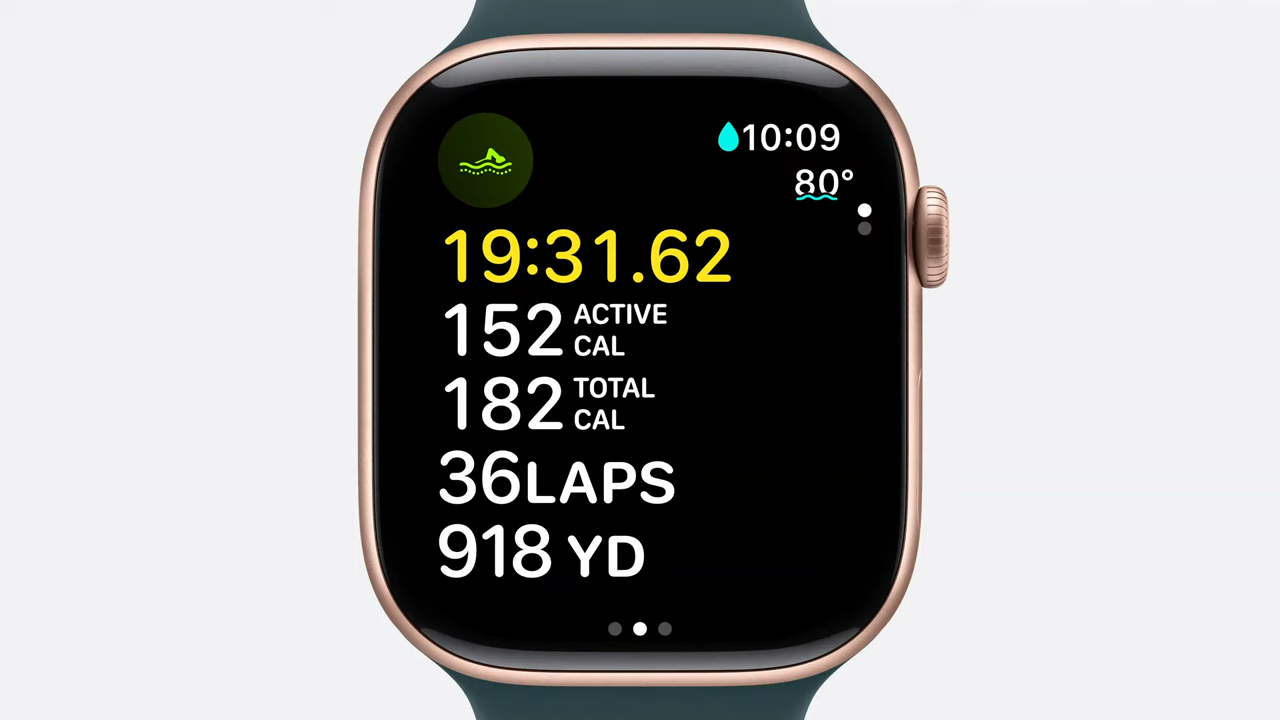 10:09
80°
19:31.62
152 ACTIVE CAL
182 TOTAL CAL
36LAPS
918 YD